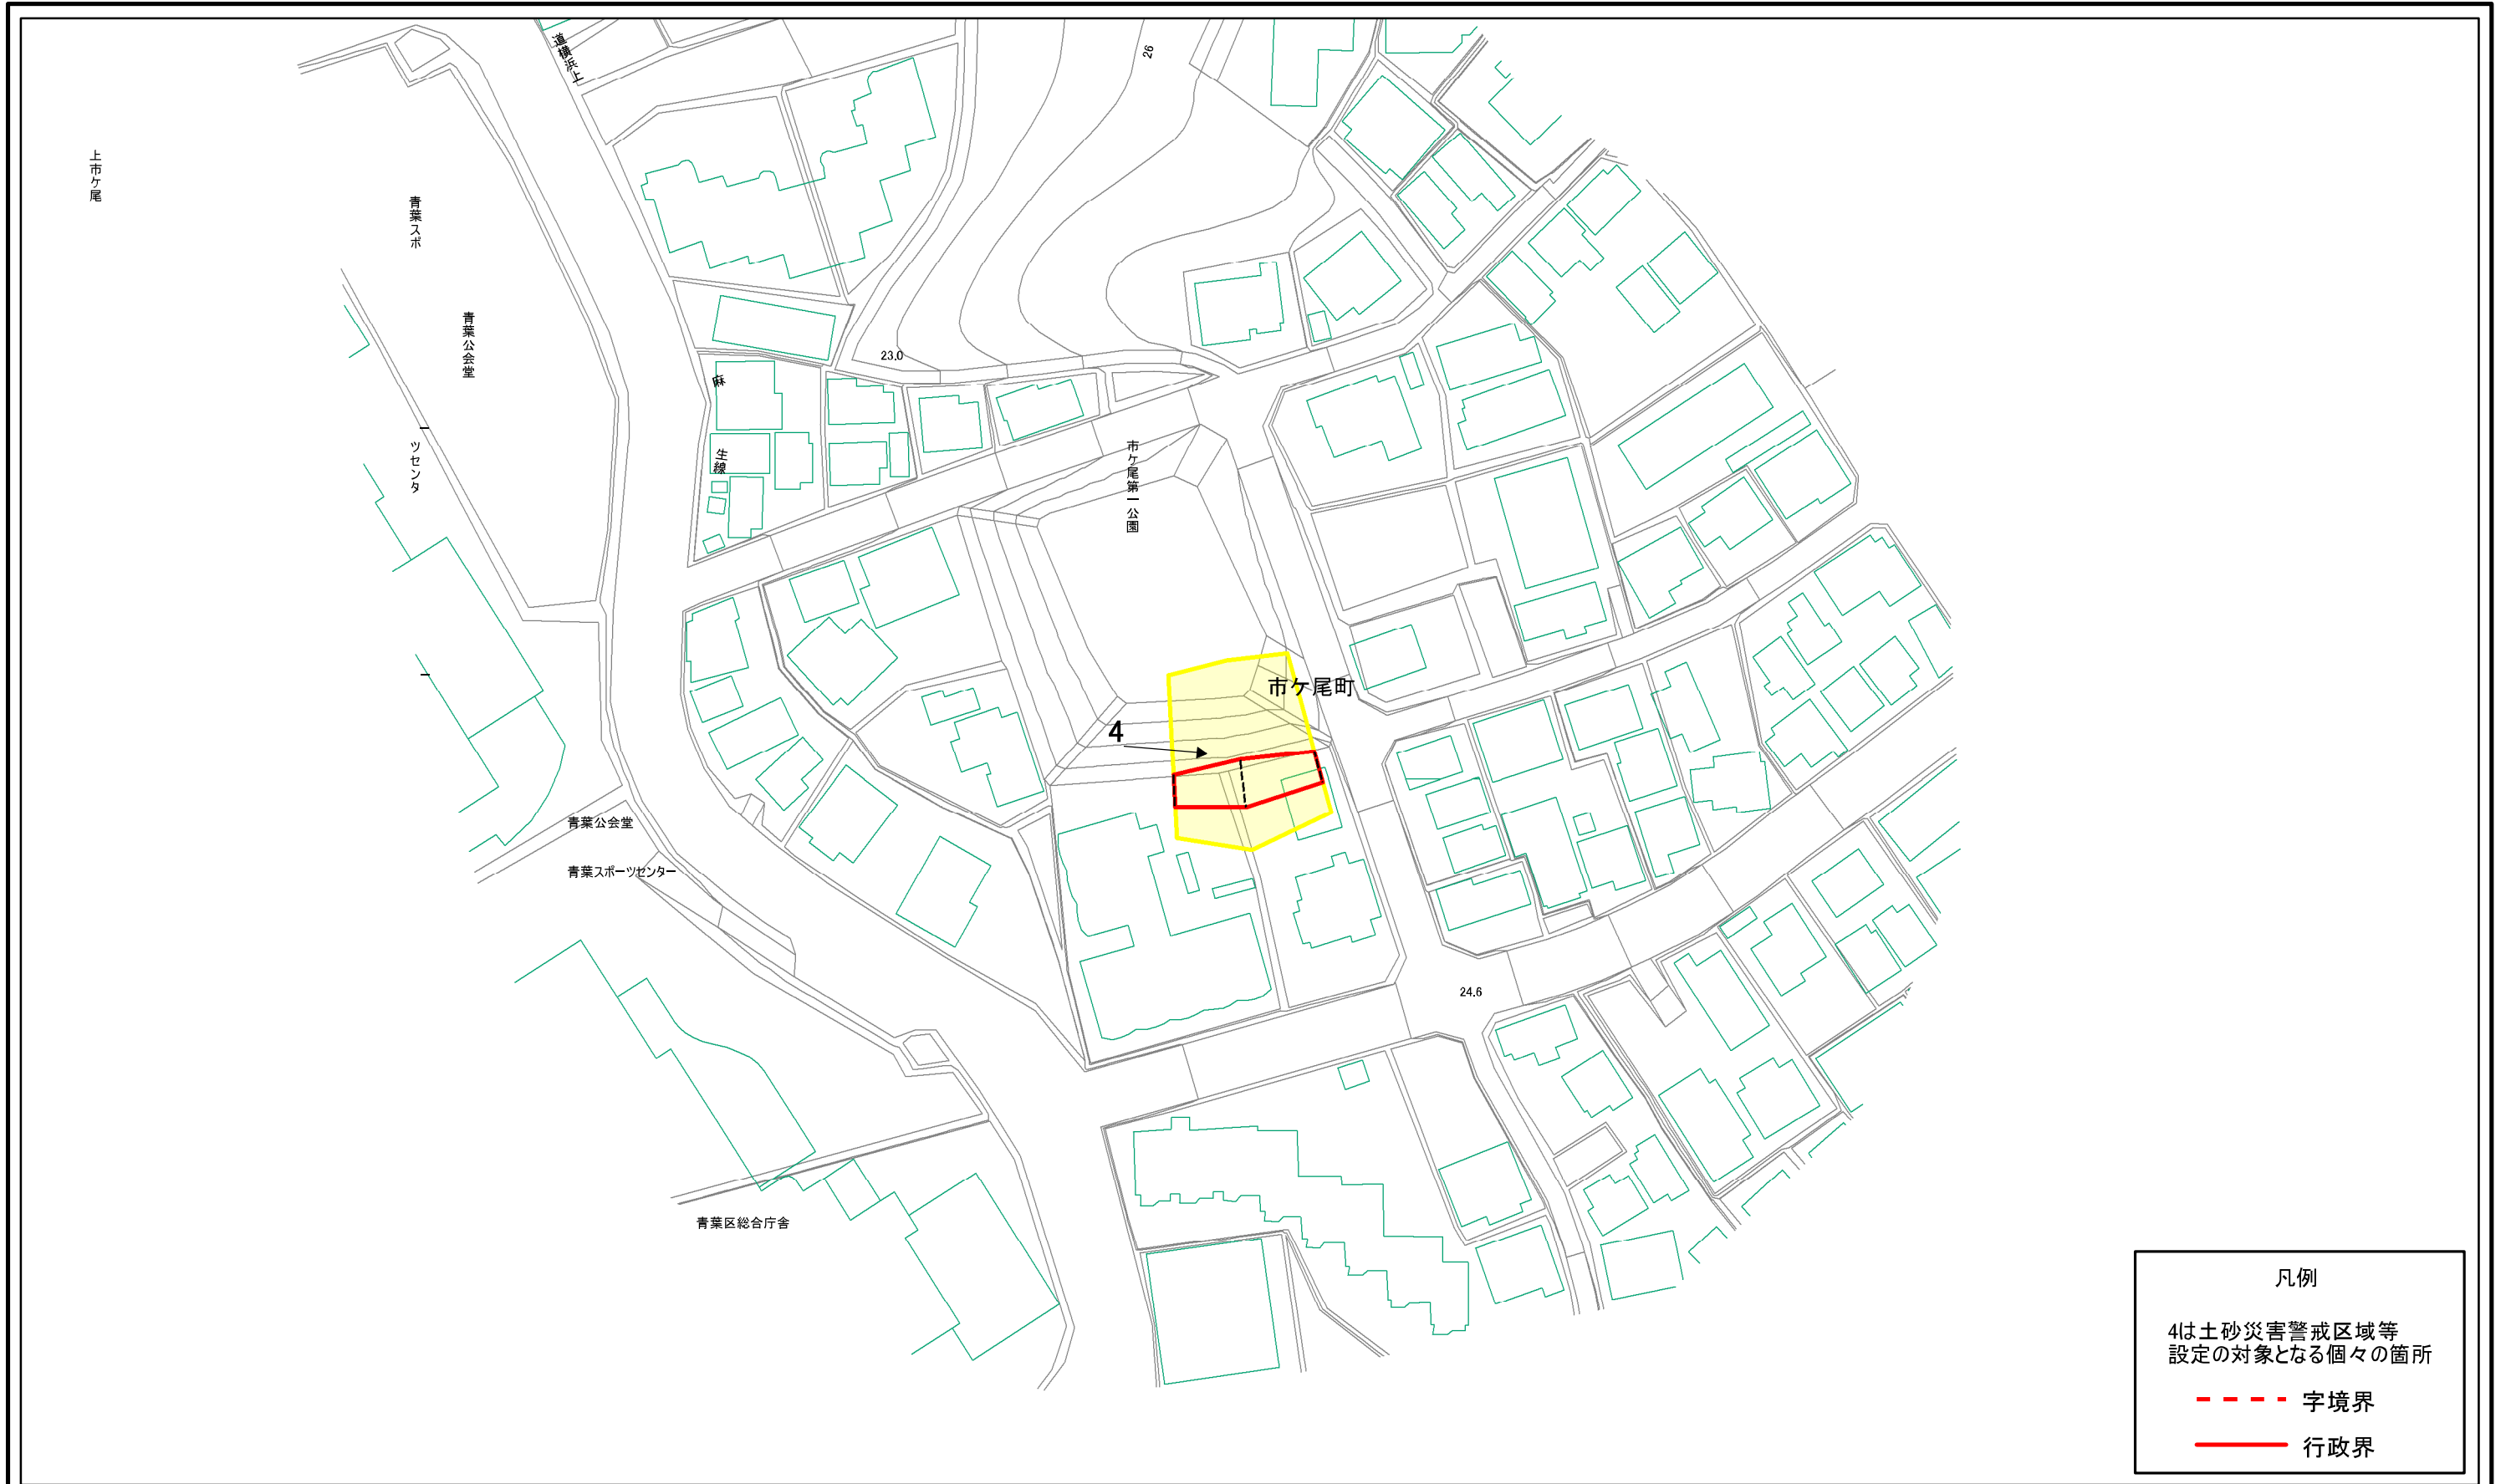 道横浜上
26
上市ケ尾
青葉スポ
青葉公会堂
23.0
麻
生線
ー
ツセンタ
市ケ尾第一公園
ー
市ケ尾町
4
青葉公会堂
青葉スポーツセンター
24.6
青葉区総合庁舎
凡例
4は土砂災害警戒区域等
設定の対象となる個々の箇所
字境界
行政界